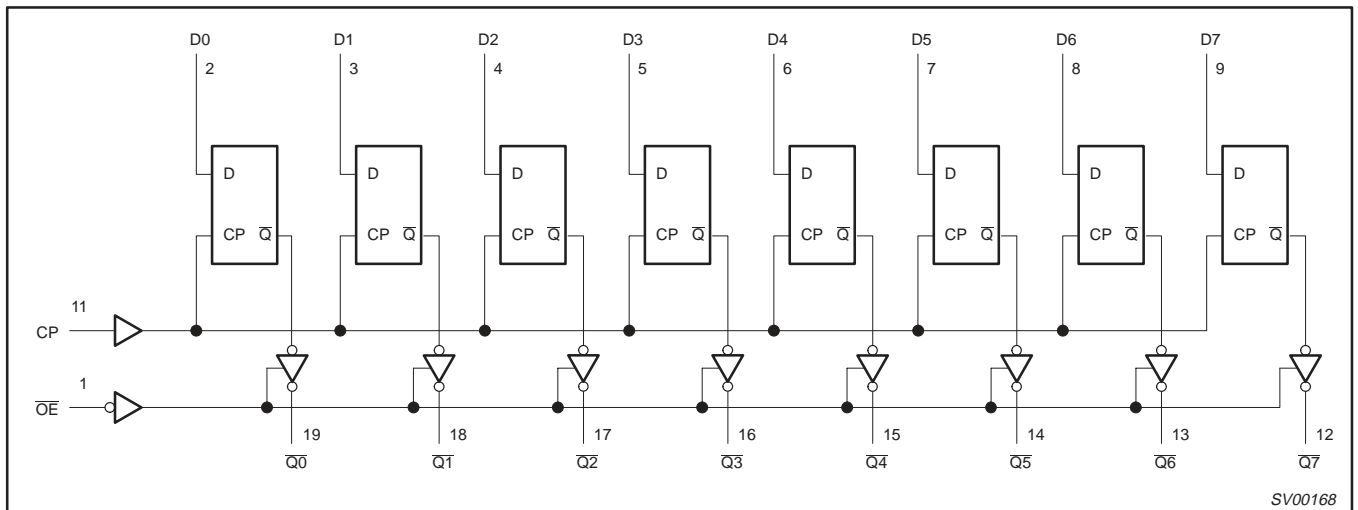 D0 D1 D2 D3 D4 D5 D6 D7
2 3 4 5 6 7 8 9
D D D D D D D D
CP Q̅ CP Q̅ CP Q̅ CP Q̅ CP Q̅ CP Q̅ CP Q̅ CP Q̅
11
CP
1
O̅E̅
19 18 17 16 15 14 13 12
Q̅0̅ Q̅1̅ Q̅2̅ Q̅3̅ Q̅4̅ Q̅5̅ Q̅6̅ Q̅7̅
SV00168